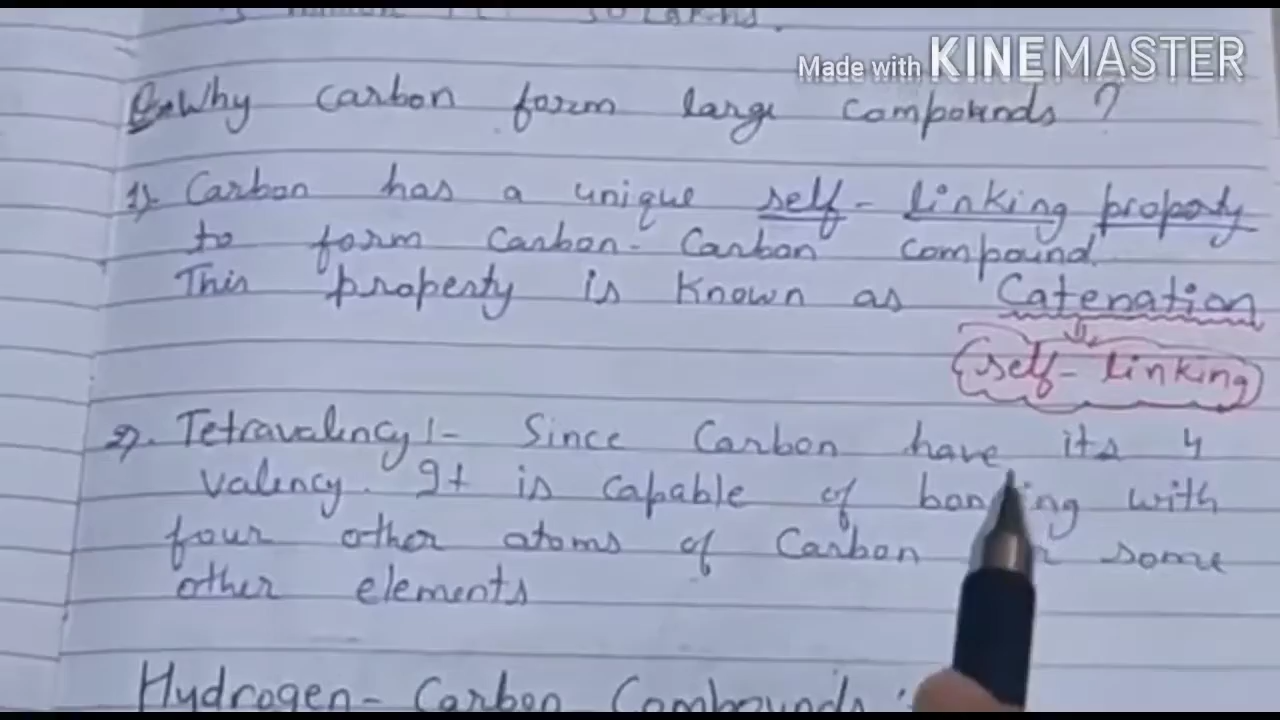 Made with KINEMASTER
Why carbon form large compounds?
1). Carbon has a unique self-linking property
to form Carbon-Carbon compound.
This property is known as Catenation
self-linking
2). Tetravalency:- Since Carbon have its 4
valency. It is capable of bonding with
four other atoms of Carbon some
other elements
Hydrogen-Carbon Compounds: